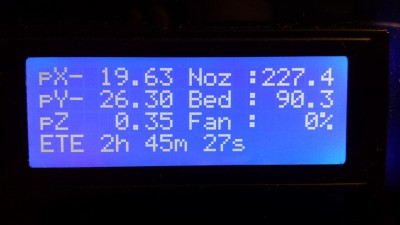 pX- 19.63 Noz :227.4
pY- 26.30 Bed : 90.3
pZ   0.35 Fan :   0%
ETE 2h 45m 27s